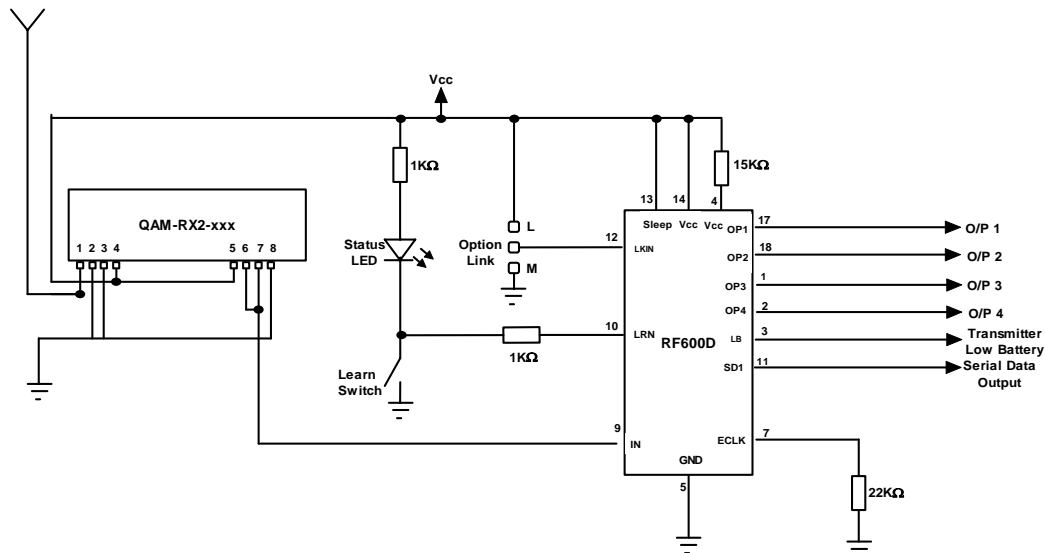 Vcc
1KΩ
15KΩ
13
14
4
QAM-RX2-xxx
1 2 3 4 5 6 7 8
Status
LED
L
Option
Link
M
12
Sleep Vcc Vcc
LKIN
OP1
17
O/P 1
OP2
18
O/P 2
OP3
1
O/P 3
OP4
2
O/P 4
10
LRN
RF600D
LB
3
Transmitter
Low Battery
1KΩ
SD1
11
Serial Data
Output
Learn
Switch
9
IN
ECLK
7
GND
5
22KΩ